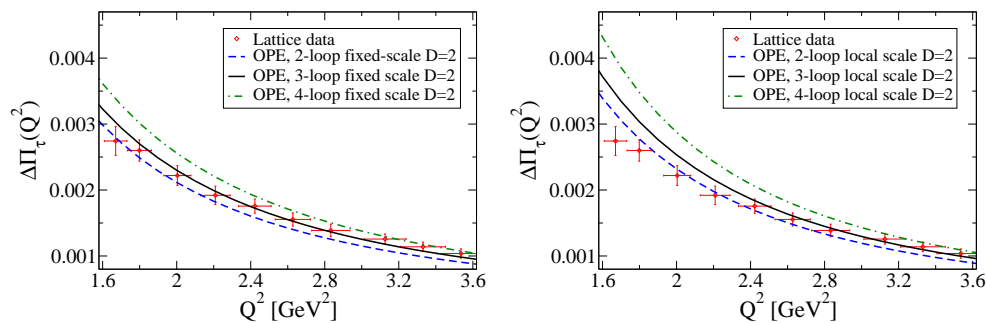 0.004
0.003
0.002
0.001
ΔΠτ(Q²)
Lattice data
OPE, 2-loop fixed-scale D=2
OPE, 3-loop fixed scale D=2
OPE, 4-loop fixed scale D=2
1.6 2 2.4 2.8 3.2 3.6
Q² [GeV²]
0.004
0.003
0.002
0.001
ΔΠτ(Q²)
Lattice data
OPE, 2-loop local scale D=2
OPE, 3-loop local scale D=2
OPE, 4-loop local scale D=2
1.6 2 2.4 2.8 3.2 3.6
Q² [GeV²]